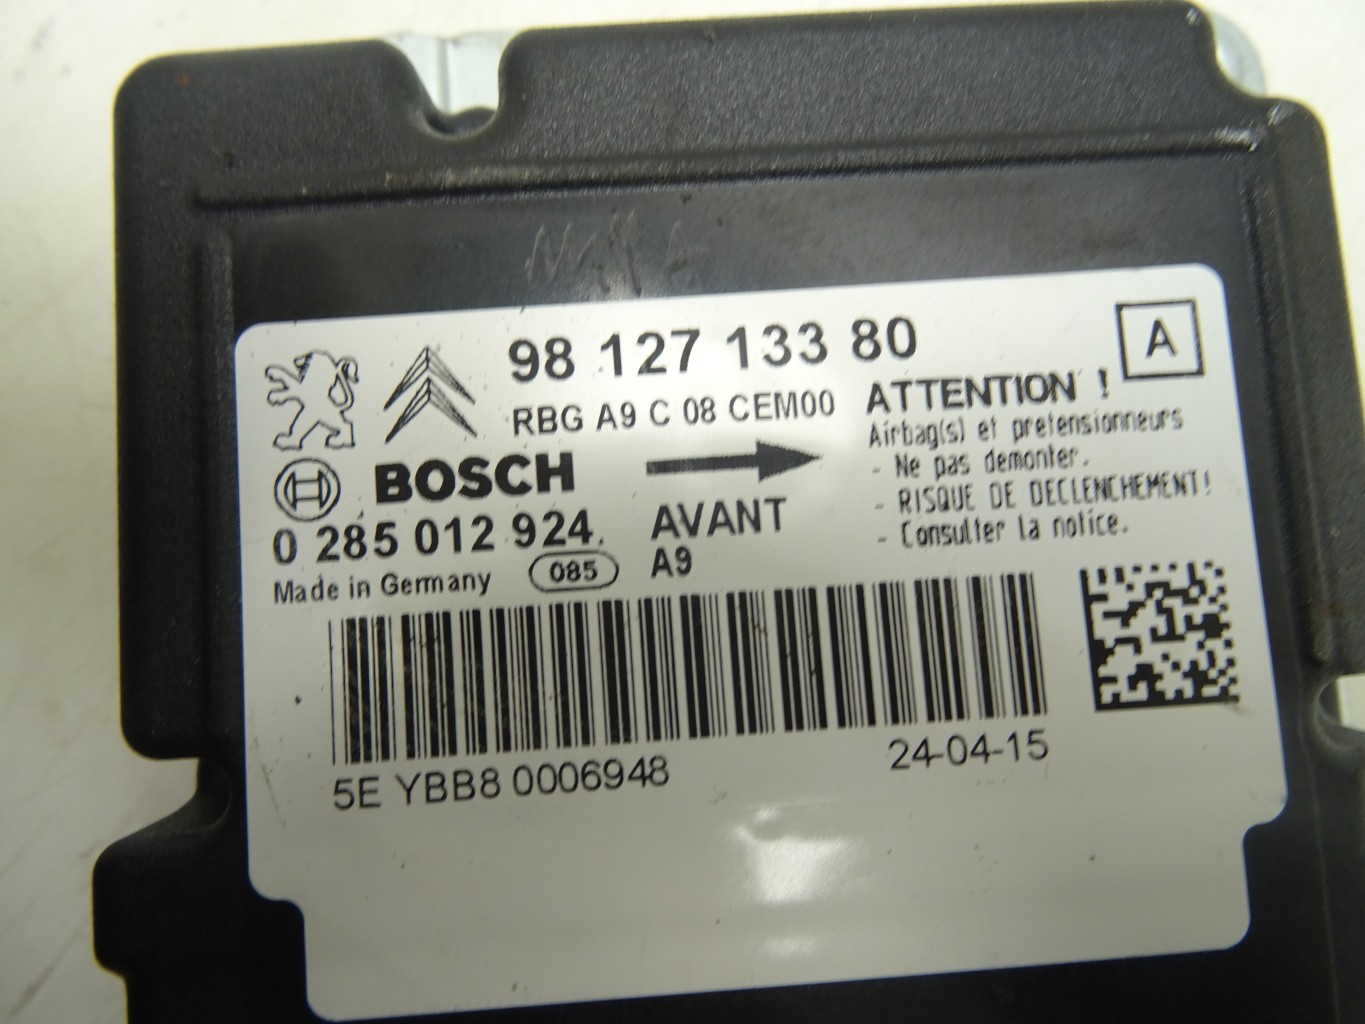 98 127 133 80
A
RBG A9 C 08 CEM00
ATTENTION !
Airbag(s) et pretensionneurs
- Ne pas demonter.
- RISQUE DE DECLENCHEMENT!
- Consulter la notice.
BOSCH
0 285 012 924
AVANT
Made in Germany
085
A9
5E YBB8 0006948
24-04-15